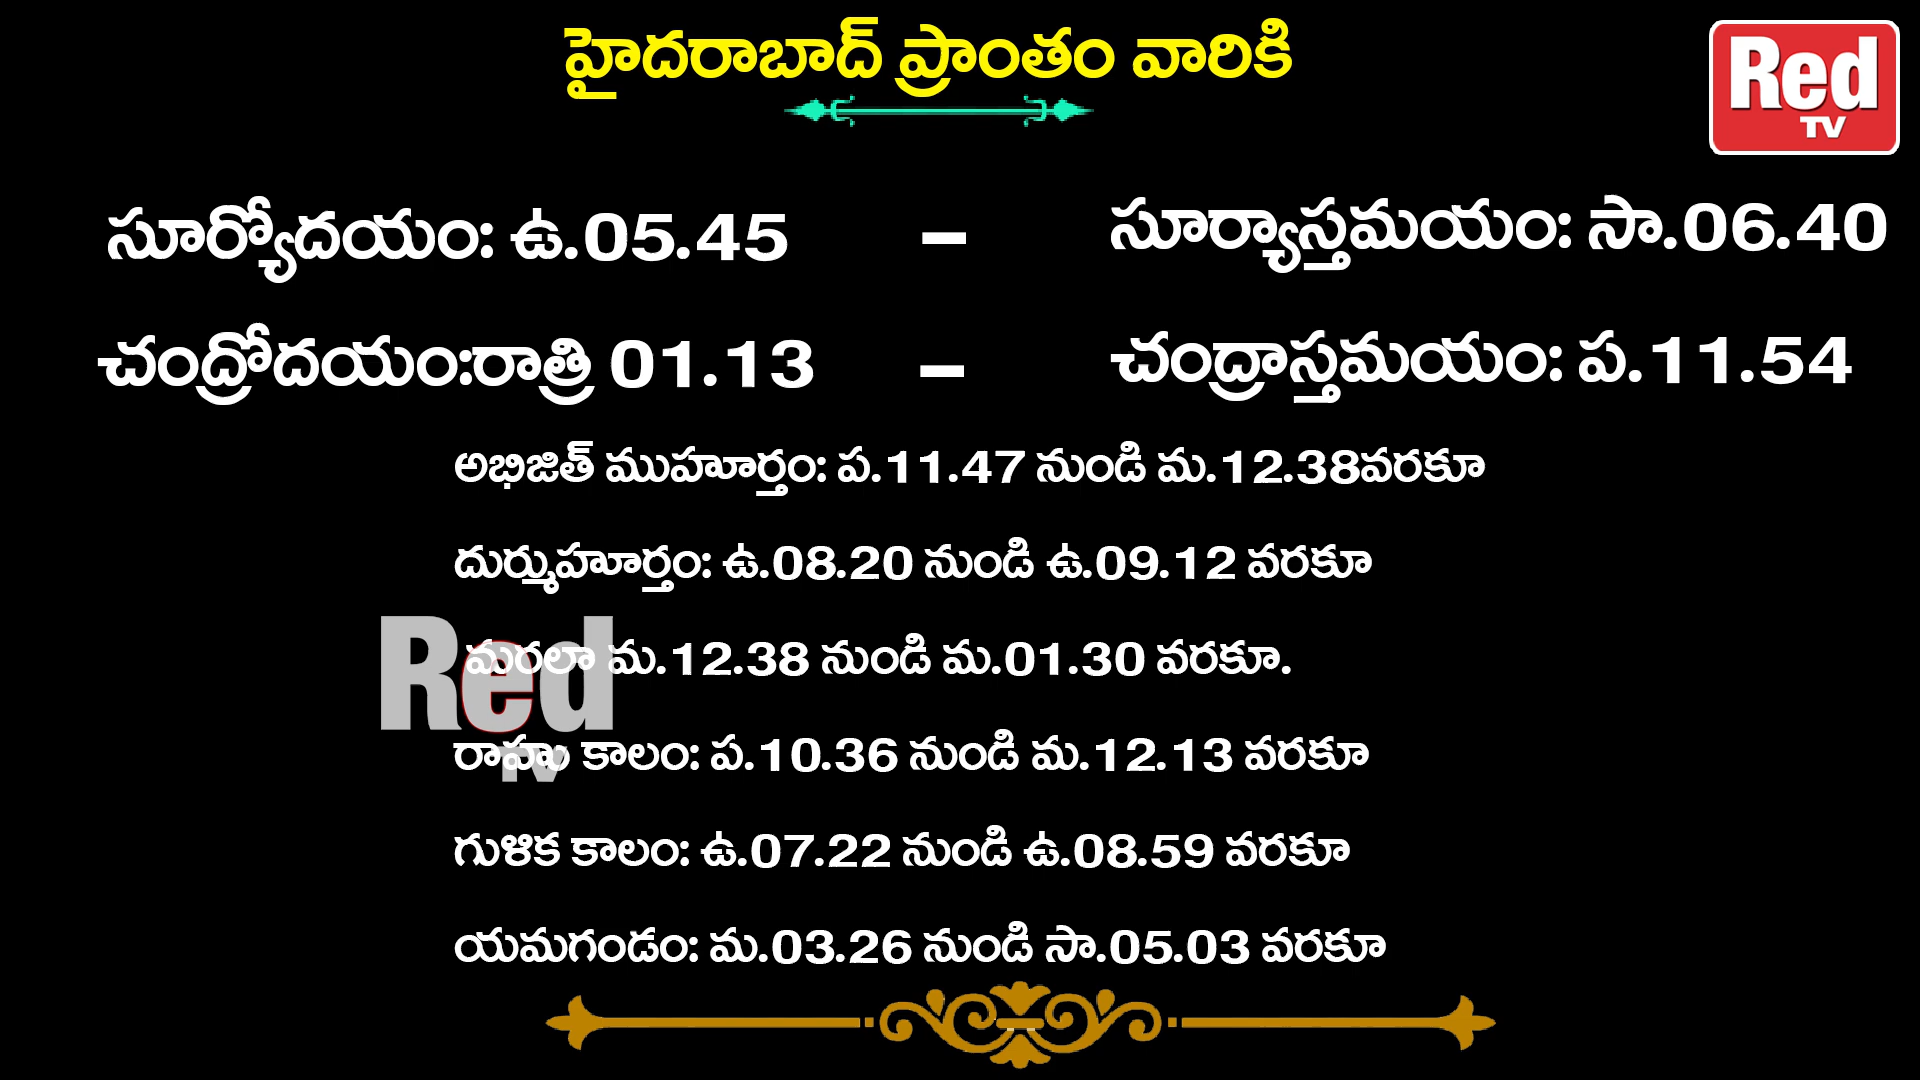 హైదరాబాద్ ప్రాంతం వారికి
Red
TV
సూర్యోదయం: ఉ.05.45 – సూర్యాస్తమయం: సా.06.40
చంద్రోదయం:రాత్రి 01.13 – చంద్రాస్తమయం: ప.11.54
అభిజిత్ ముహూర్తం: ప.11.47 నుండి మ.12.38వరకూ
దుర్ముహూర్తం: ఉ.08.20 నుండి ఉ.09.12 వరకూ
మరలా మ.12.38 నుండి మ.01.30 వరకూ.
Red
TV
రాహు కాలం: ప.10.36 నుండి మ.12.13 వరకూ
గుళిక కాలం: ఉ.07.22 నుండి ఉ.08.59 వరకూ
యమగండం: మ.03.26 నుండి సా.05.03 వరకూ